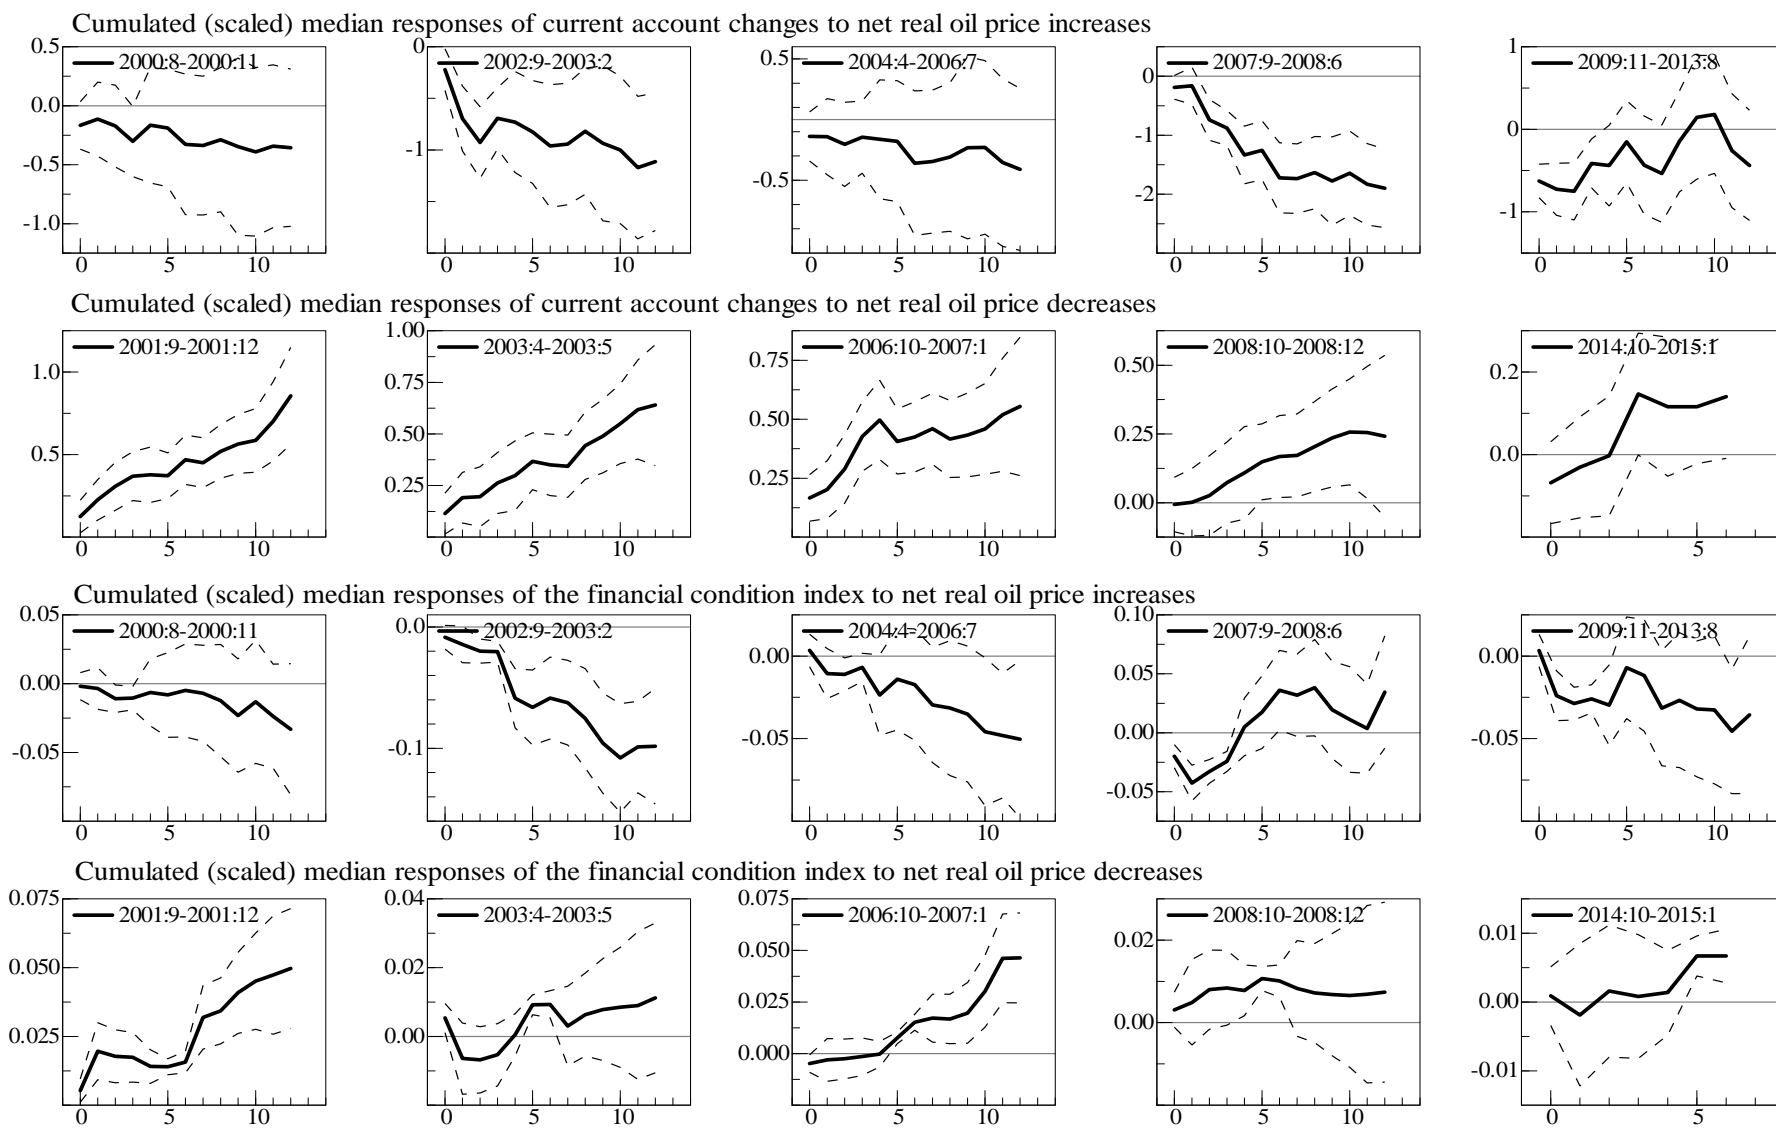 Cumulated (scaled) median responses of current account changes to net real oil price increases
0.5 2000:8-2000:11 0 2002:9-2003:2 0.5 2004:4-2006:7 2007:9-2008:6 1 2009:11-2013:8
0.0 0 0
-0.5 -1 -0.5 -1
-1.0 -2 -1
0 5 10 0 5 10 0 5 10 0 5 10 0 5 10
Cumulated (scaled) median responses of current account changes to net real oil price decreases
2001:9-2001:12 1.00 2003:4-2003:5 2006:10-2007:1 2008:10-2008:12 2014:10-2015:1
1.0 0.75 0.75 0.50 0.2
0.5 0.50 0.50 0.25 0.0
0.25 0.25 0.00
0 5 10 0 5 10 0 5 10 0 5 10 0 5
Cumulated (scaled) median responses of the financial condition index to net real oil price increases
0.05 2000:8-2000:11 0.0 2002:9-2003:2 2004:4-2006:7 0.10 2007:9-2008:6 2009:11-2013:8
0.00 0.00 0.05 0.00
-0.05 -0.1 -0.05 0.00 -0.05
-0.05
0 5 10 0 5 10 0 5 10 0 5 10 0 5 10
Cumulated (scaled) median responses of the financial condition index to net real oil price decreases
0.075 2001:9-2001:12 0.04 2003:4-2003:5 0.075 2006:10-2007:1 2008:10-2008:12 2014:10-2015:1
0.050 0.02 0.050 0.02 0.01
0.025 0.00 0.025 0.00 0.00
0.000 -0.01
0 5 10 0 5 10 0 5 10 0 5 10 0 5